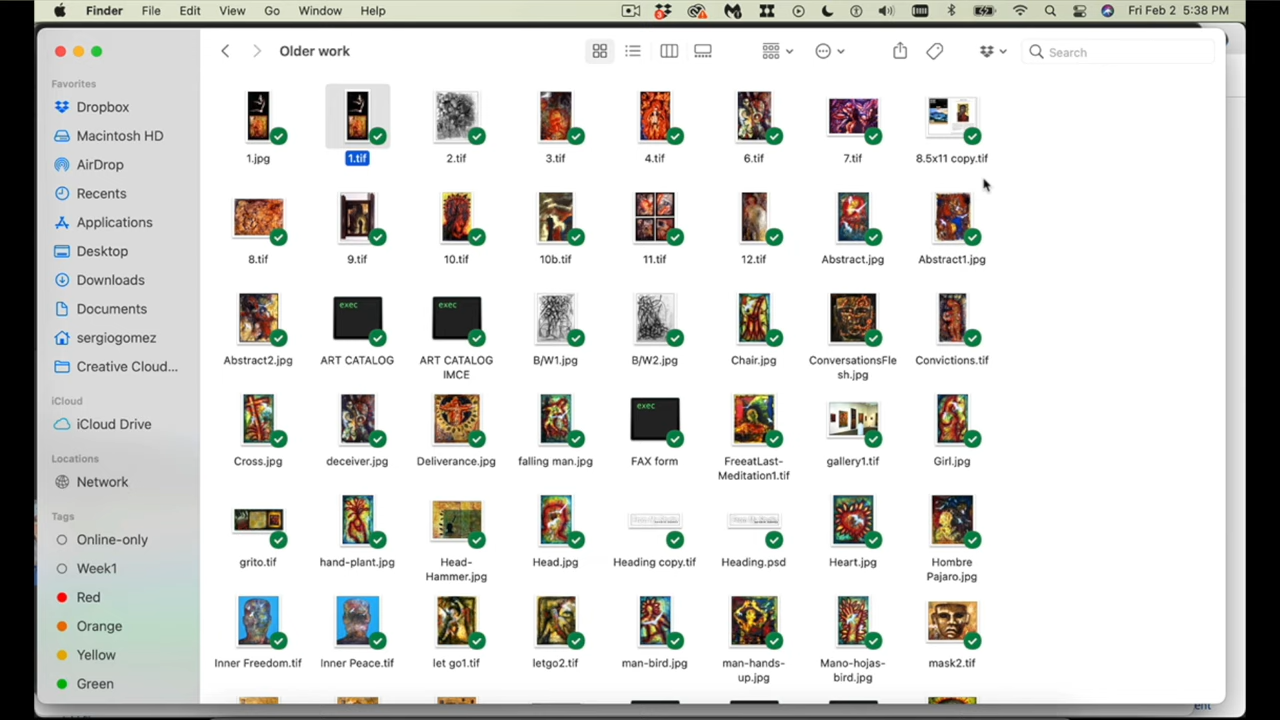 Finder File Edit View Go Window Help Fri Feb 2 5:38 PM
Older work
Search
Favorites
Dropbox
Macintosh HD
AirDrop
Recents
Applications
Desktop
Downloads
Documents
sergiogomez
Creative Cloud...
iCloud
iCloud Drive
Locations
Network
Tags
Online-only
Week1
Red
Orange
Yellow
Green
1.jpg 1.tif 2.tif 3.tif 4.tif 6.tif 7.tif 8.5x11 copy.tif
8.tif 9.tif 10.tif 10b.tif 11.tif 12.tif Abstract.jpg Abstract1.jpg
exec exec
Abstract2.jpg ART CATALOG ART CATALOG B/W1.jpg B/W2.jpg Chair.jpg ConversationsFle Convictions.tif
IMCE sh.jpg
exec
Cross.jpg deceiver.jpg Deliverance.jpg falling man.jpg FAX form FreeatLast- gallery1.tif Girl.jpg
Meditation1.tif
grito.tif hand-plant.jpg Head- Head.jpg Heading copy.tif Heading.psd Heart.jpg Hombre
Hammer.jpg Pajaro.jpg
Inner Freedom.tif Inner Peace.tif let go1.tif letgo2.tif man-bird.jpg man-hands- Mano-hojas- mask2.tif
up.jpg bird.jpg